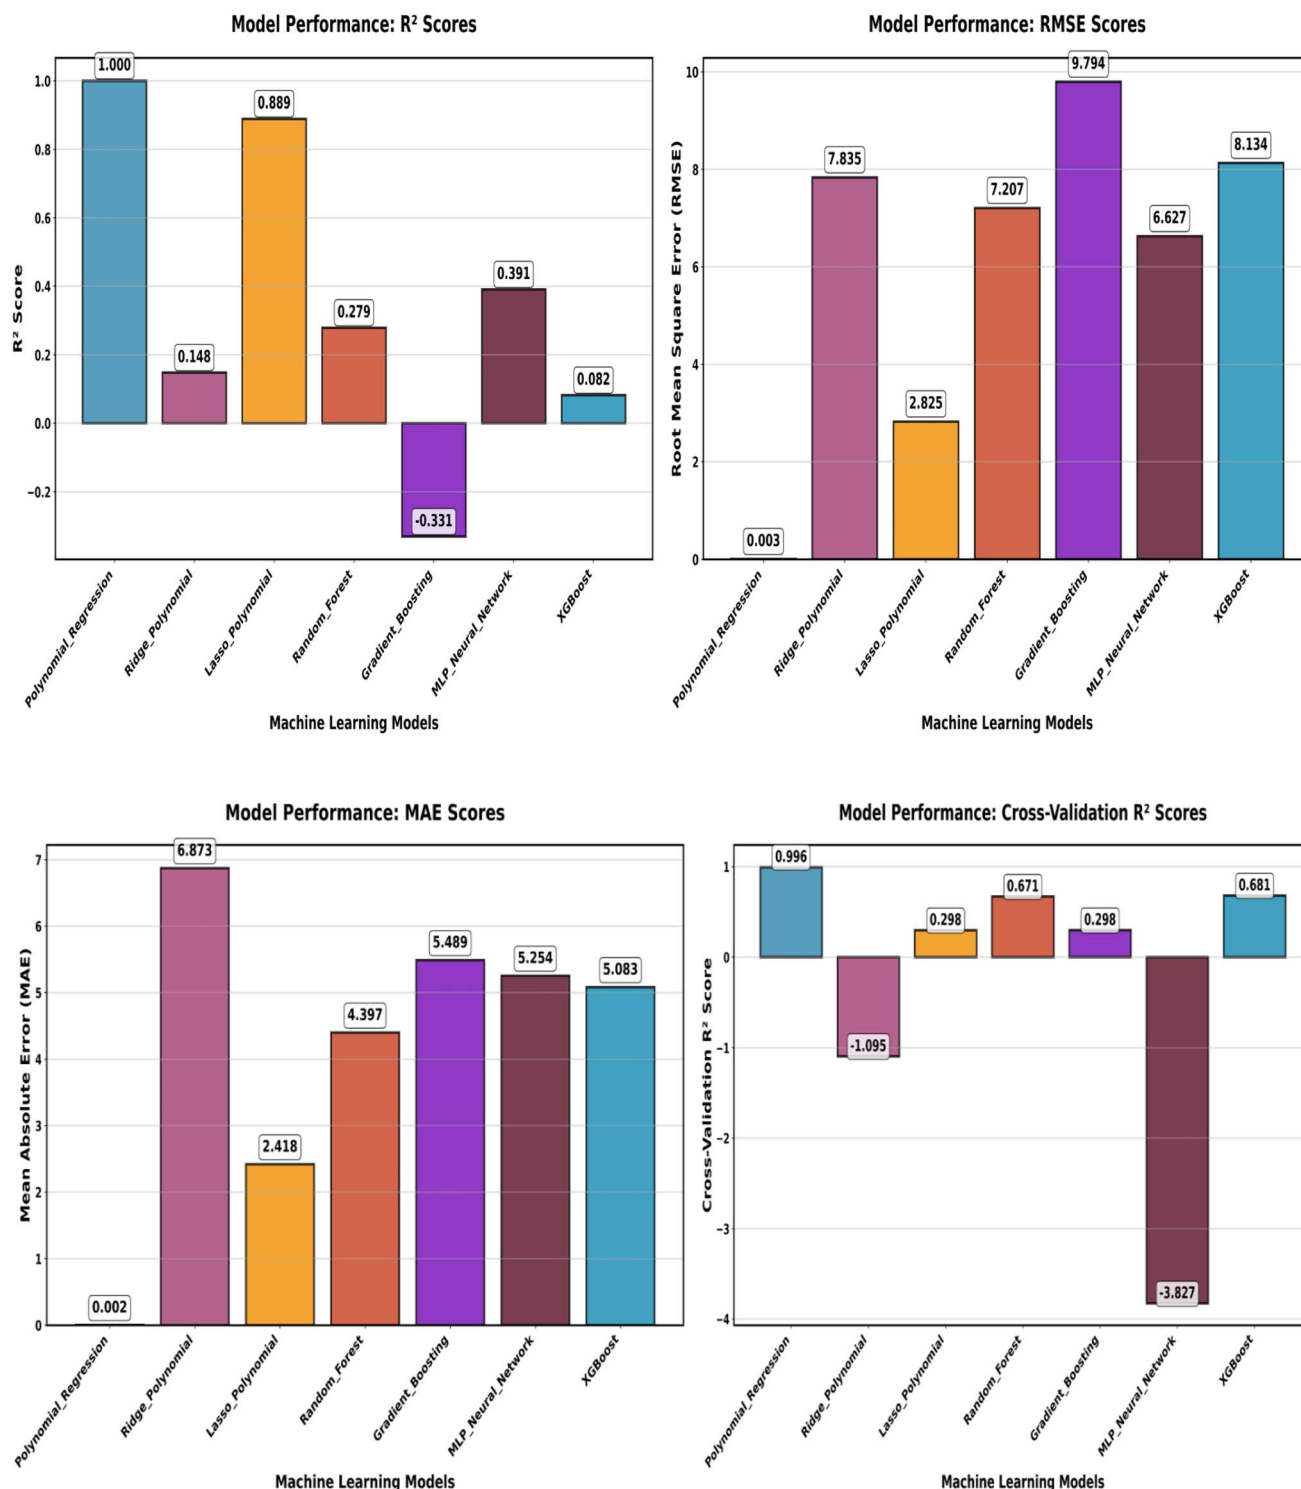 Model Performance: R² Scores
R² Score
1.0
0.8
0.6
0.4
0.2
0.0
−0.2
1.000
0.148
0.889
0.279
-0.331
0.391
0.082
Polynomial_Regression
Ridge_Polynomial
Lasso_Polynomial
Random_Forest
Gradient_Boosting
MLP_Neural_Network
XGBoost
Machine Learning Models
Model Performance: RMSE Scores
Root Mean Square Error (RMSE)
10
8
6
4
2
0
0.003
7.835
2.825
7.207
9.794
6.627
8.134
Polynomial_Regression
Ridge_Polynomial
Lasso_Polynomial
Random_Forest
Gradient_Boosting
MLP_Neural_Network
XGBoost
Machine Learning Models
Model Performance: MAE Scores
Mean Absolute Error (MAE)
7
6
5
4
3
2
1
0
0.002
6.873
2.418
4.397
5.489
5.254
5.083
Polynomial_Regression
Ridge_Polynomial
Lasso_Polynomial
Random_Forest
Gradient_Boosting
MLP_Neural_Network
XGBoost
Machine Learning Models
Model Performance: Cross-Validation R² Scores
Cross-Validation R² Score
1
0
−1
−2
−3
−4
0.996
-1.095
0.298
0.671
0.298
-3.827
0.681
Polynomial_Regression
Ridge_Polynomial
Lasso_Polynomial
Random_Forest
Gradient_Boosting
MLP_Neural_Network
XGBoost
Machine Learning Models